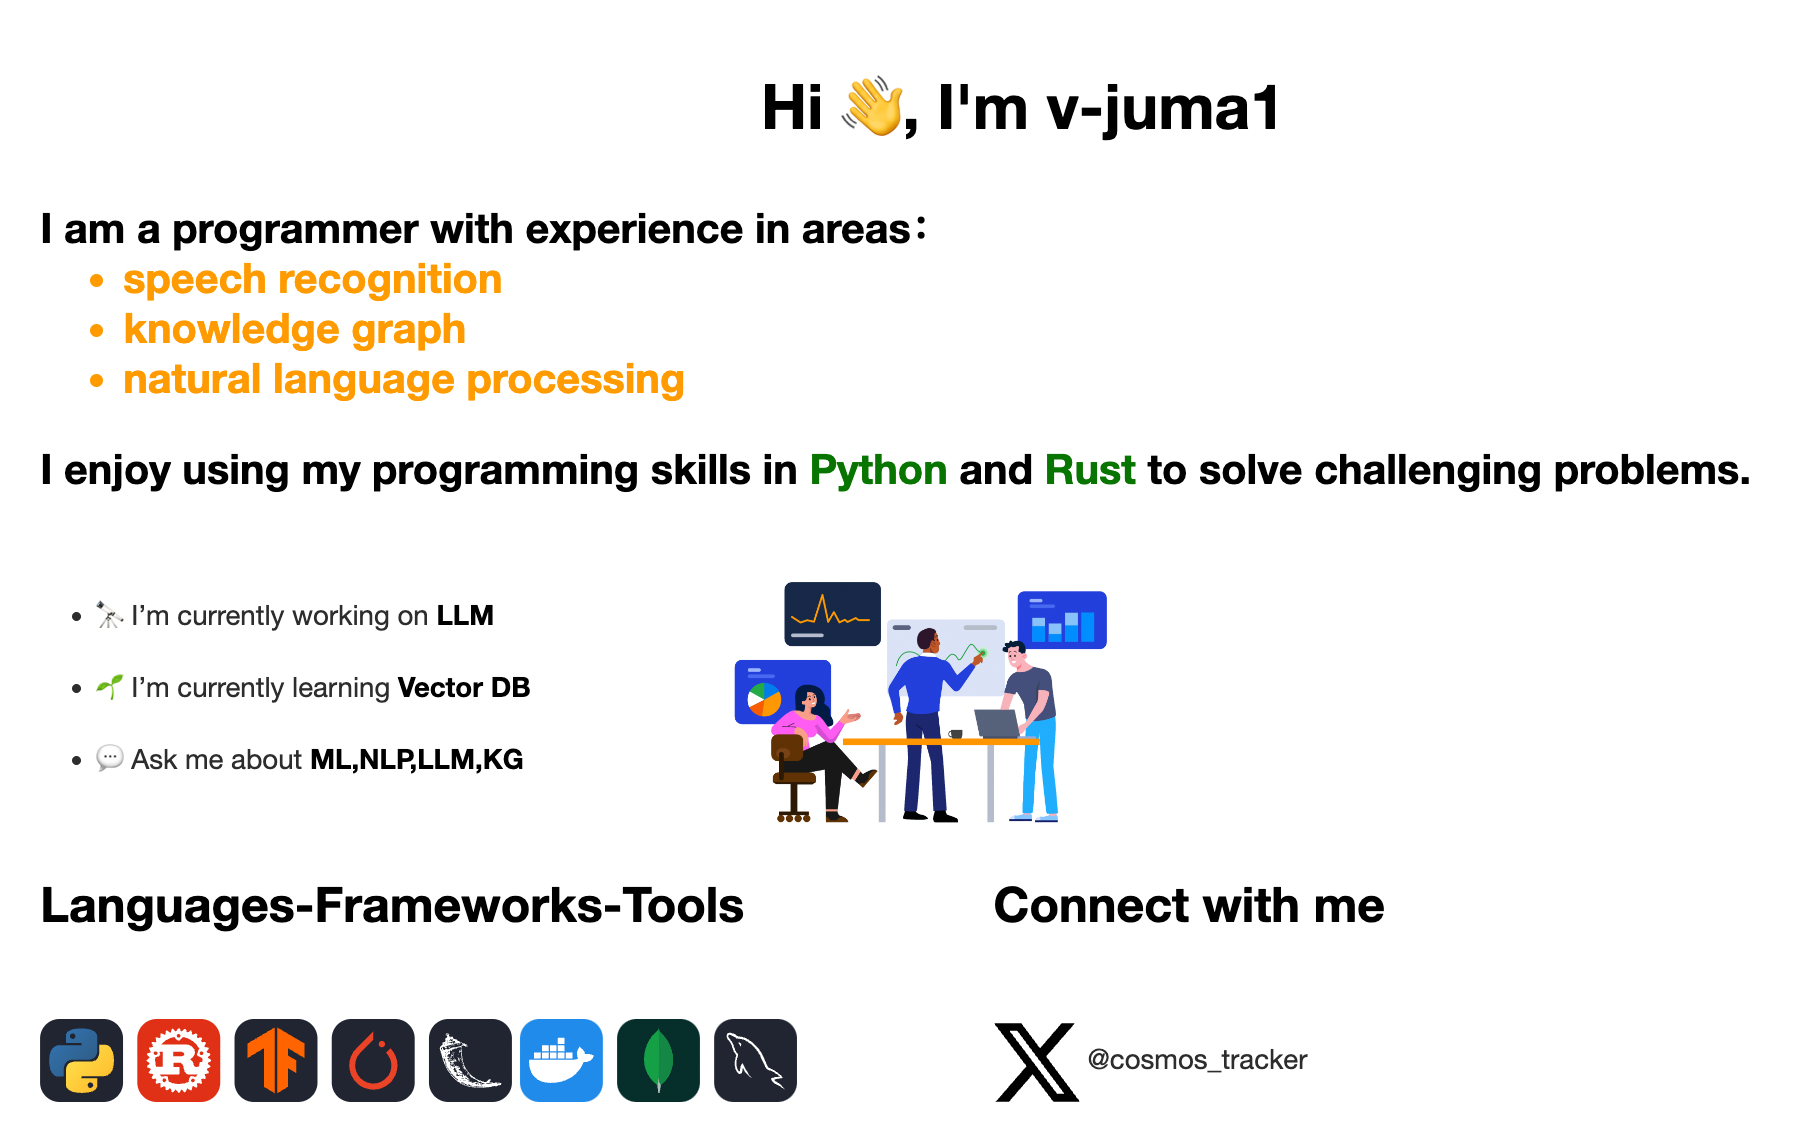 Hi 👋, I'm v-juma1
I am a programmer with experience in areas：
• speech recognition
• knowledge graph
• natural language processing
I enjoy using my programming skills in Python and Rust to solve challenging problems.
• 🔭 I’m currently working on LLM
• 🌱 I’m currently learning Vector DB
• 💬 Ask me about ML,NLP,LLM,KG
Languages-Frameworks-Tools
Connect with me
@cosmos_tracker